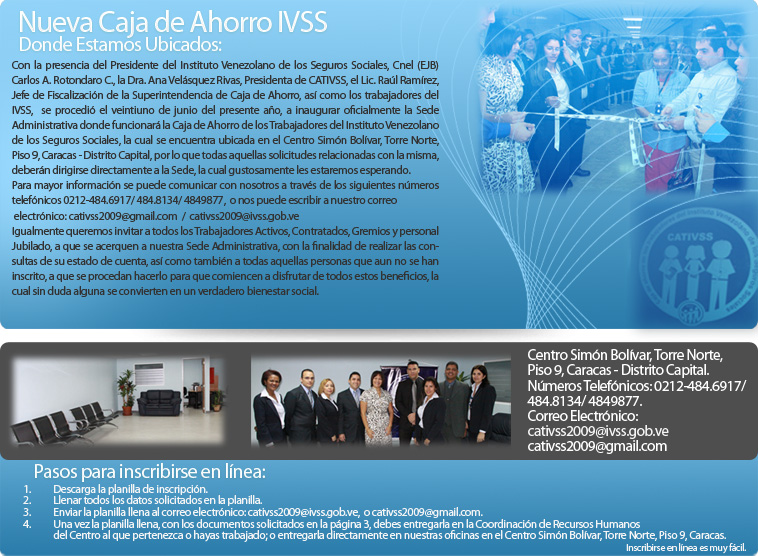 Nueva Caja de Ahorro IVSS
Donde Estamos Ubicados:
Con la presencia del Presidente del Instituto Venezolano de los Seguros Sociales, Cnel (EJB)
Carlos A. Rotondaro C., la Dra. Ana Velásquez Rivas, Presidenta de CATIVSS, el Lic. Raúl Ramírez,
Jefe de Fiscalización de la Superintendencia de Caja de Ahorro, así como los trabajadores del
IVSS, se procedió el veintiuno de junio del presente año, a inaugurar oficialmente la Sede
Administrativa donde funcionará la Caja de Ahorro de los Trabajadores del Instituto Venezolano
de los Seguros Sociales, la cual se encuentra ubicada en el Centro Simón Bolívar, Torre Norte,
Piso 9, Caracas - Distrito Capital, por lo que todas aquellas solicitudes relacionadas con la misma,
deberán dirigirse directamente a la Sede, la cual gustosamente les estaremos esperando.
Para mayor información se puede comunicar con nosotros a través de los siguientes números
telefónicos 0212-484.6917/ 484.8134/ 4849877, o nos puede escribir a nuestro correo
electrónico: cativss2009@gmail.com / cativss2009@ivss.gob.ve
Igualmente queremos invitar a todos los Trabajadores Activos, Contratados, Gremios y personal
Jubilado, a que se acerquen a nuestra Sede Administrativa, con la finalidad de realizar las con-
sultas de su estado de cuenta, así como también a todas aquellas personas que aun no se han
inscrito, a que se procedan hacerlo para que comiencen a disfrutar de todos estos beneficios, la
cual sin duda alguna se convierten en un verdadero bienestar social.
CATIVSS
Centro Simón Bolívar, Torre Norte,
Piso 9, Caracas - Distrito Capital.
Números Telefónicos: 0212-484.6917/
484.8134/ 4849877.
Correo Electrónico:
cativss2009@ivss.gob.ve
cativss2009@gmail.com
Pasos para inscribirse en línea:
1. Descarga la planilla de inscripción.
2. Llenar todos los datos solicitados en la planilla.
3. Enviar la planilla llena al correo electrónico: cativss2009@ivss.gob.ve, o cativss2009@gmail.com.
4. Una vez la planilla llena, con los documentos solicitados en la página 3, debes entregarla en la Coordinación de Recursos Humanos
del Centro al que pertenezca o hayas trabajado; o entregarla directamente en nuestras oficinas en el Centro Simón Bolívar, Torre Norte, Piso 9, Caracas.
Inscribirse en línea es muy fácil.